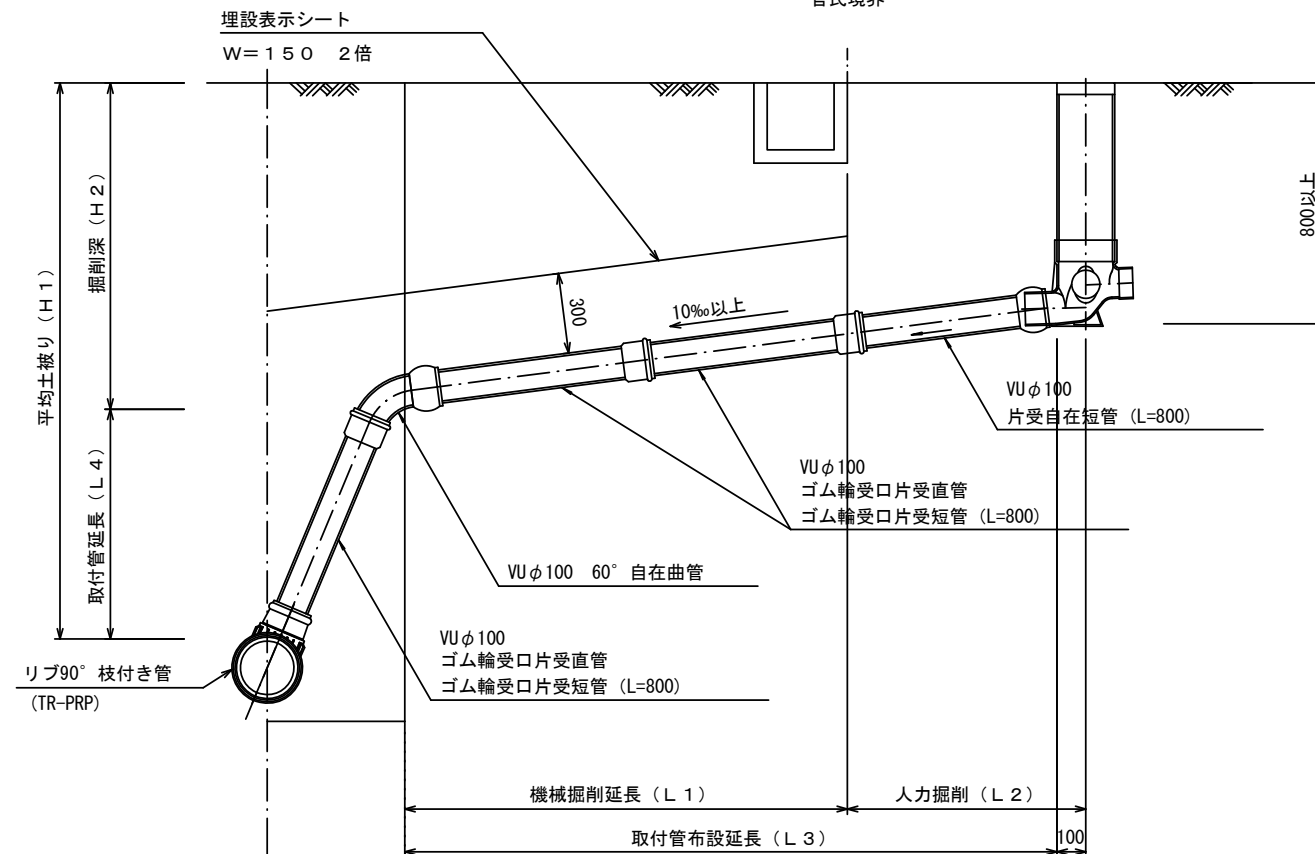 官民境界
埋設表示シート
W=150 2倍
平均土被り(H1)
掘削深(H2)
取付管延長(L4)
800以上
300
10‰以上
VUφ100
片受自在短管 (L=800)
VUφ100
ゴム輪受口片受直管
ゴム輪受口片受短管 (L=800)
VUφ100 60°自在曲管
VUφ100
ゴム輪受口片受直管
ゴム輪受口片受短管 (L=800)
リブ90°枝付き管
(TR-PRP)
機械掘削延長(L1)
人力掘削(L2)
取付管布設延長(L3)
100